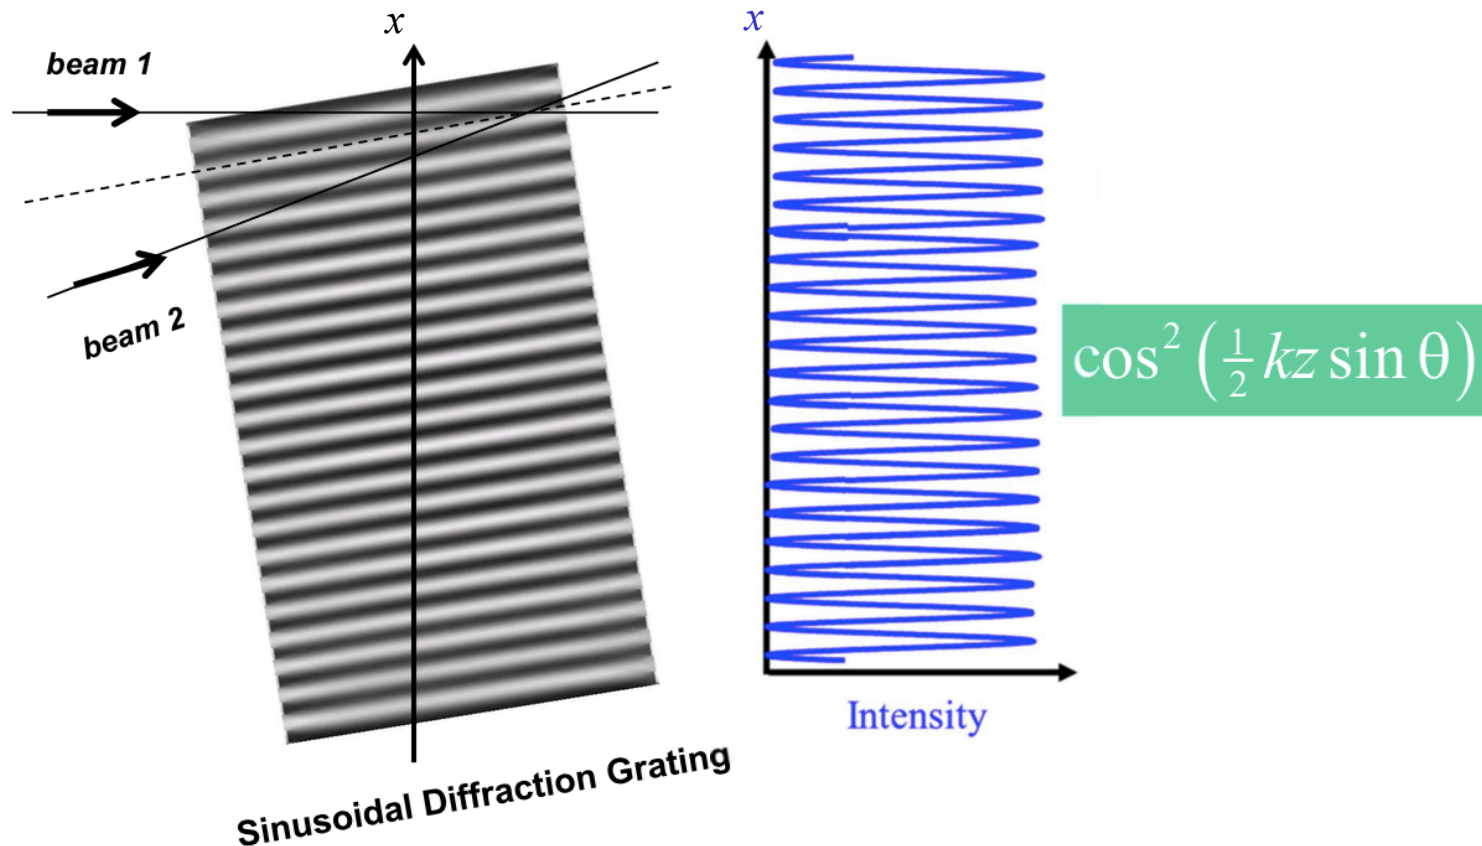 x
beam 1
beam 2
Sinusoidal Diffraction Grating
x
Intensity
cos² (½ kz sin θ)